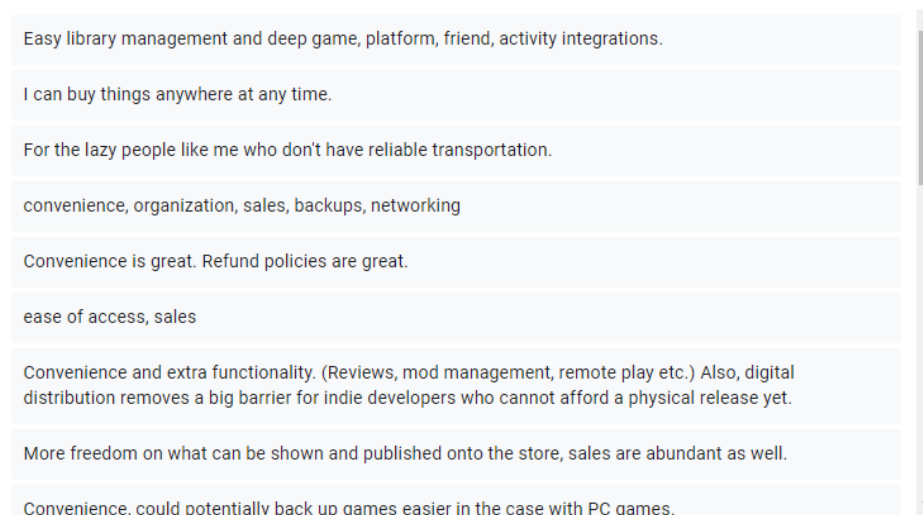 Easy library management and deep game, platform, friend, activity integrations.
I can buy things anywhere at any time.
For the lazy people like me who don't have reliable transportation.
convenience, organization, sales, backups, networking
Convenience is great. Refund policies are great.
ease of access, sales
Convenience and extra functionality. (Reviews, mod management, remote play etc.) Also, digital
distribution removes a big barrier for indie developers who cannot afford a physical release yet.
More freedom on what can be shown and published onto the store, sales are abundant as well.
Convenience, could potentially back up games easier in the case with PC games.